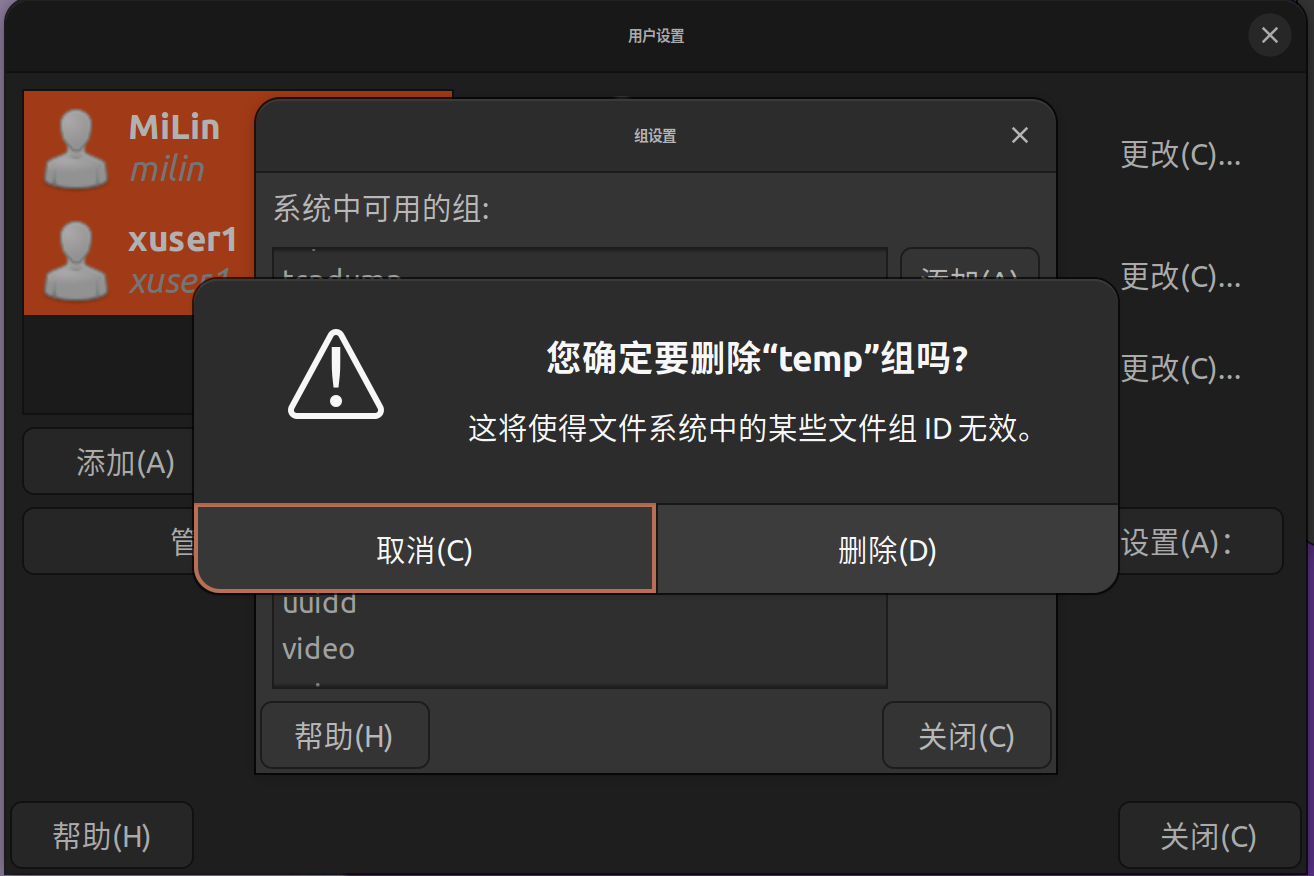 用户设置
MiLin
milin
xuser1
xuser1
更改(C)...
更改(C)...
更改(C)...
组设置
系统中可用的组:
添加(A)
您确定要删除“temp”组吗?
这将使得文件系统中的某些文件组 ID 无效。
取消(C)
删除(D)
添加(A)
管
设置(A)：
uuidd
video
帮助(H)
关闭(C)
帮助(H)
关闭(C)